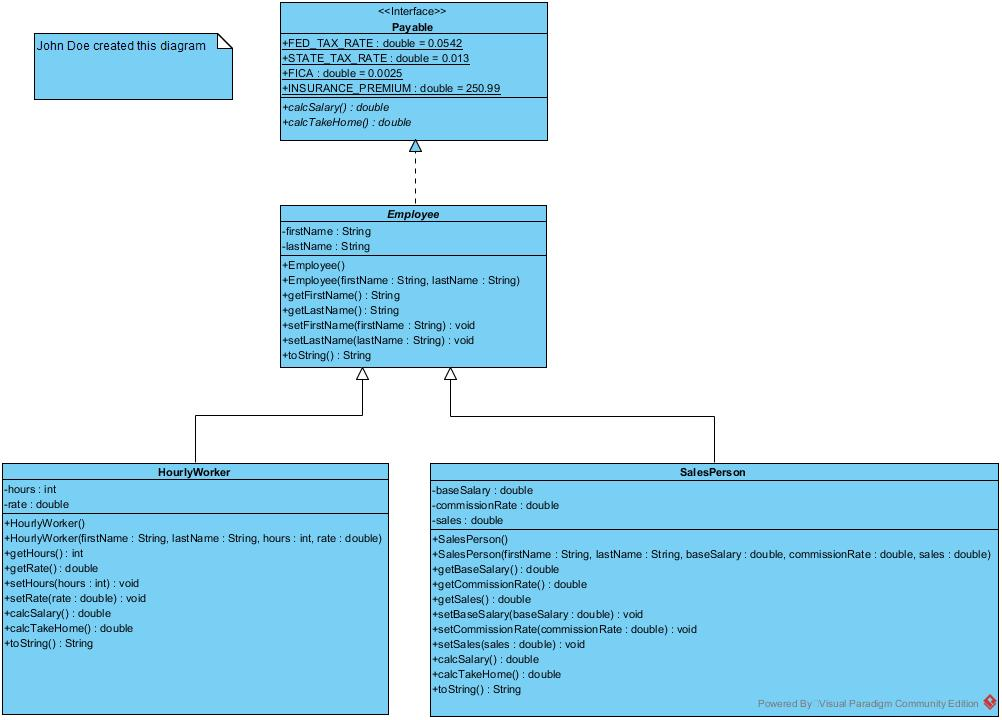 John Doe created this diagram
<<Interface>>
Payable
+FED_TAX_RATE : double = 0.0542
+STATE_TAX_RATE : double = 0.013
+FICA : double = 0.0025
+INSURANCE_PREMIUM : double = 250.99
+calcSalary() : double
+calcTakeHome() : double
Employee
-firstName : String
-lastName : String
+Employee()
+Employee(firstName : String, lastName : String)
+getFirstName() : String
+getLastName() : String
+setFirstName(firstName : String) : void
+setLastName(lastName : String) : void
+toString() : String
HourlyWorker
-hours : int
-rate : double
+HourlyWorker()
+HourlyWorker(firstName : String, lastName : String, hours : int, rate : double)
+getHours() : int
+getRate() : double
+setHours(hours : int) : void
+setRate(rate : double) : void
+calcSalary() : double
+calcTakeHome() : double
+toString() : String
SalesPerson
-baseSalary : double
-commissionRate : double
-sales : double
+SalesPerson()
+SalesPerson(firstName : String, lastName : String, baseSalary : double, commissionRate : double, sales : double)
+getBaseSalary() : double
+getCommissionRate() : double
+getSales() : double
+setBaseSalary(baseSalary : double) : void
+setCommissionRate(commissionRate : double) : void
+setSales(sales : double) : void
+calcSalary() : double
+calcTakeHome() : double
+toString() : String
Powered By Visual Paradigm Community Edition